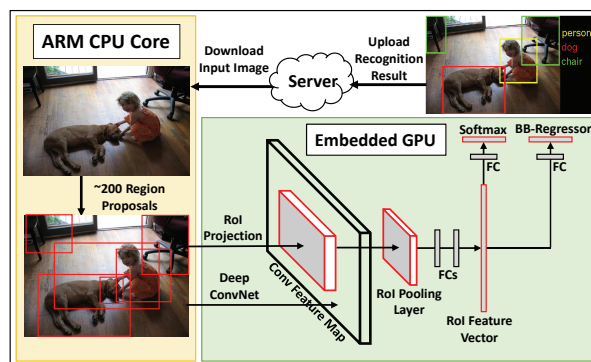 ARM CPU Core
Download
Input Image
Server
Upload
Recognition
Result
person
dog
chair
~200 Region
Proposals
Embedded GPU
Softmax
BB-Regressor
FC
FC
RoI
Projection
Deep
ConvNet
Conv Feature Map
RoI Pooling
Layer
FCs
RoI Feature
Vector